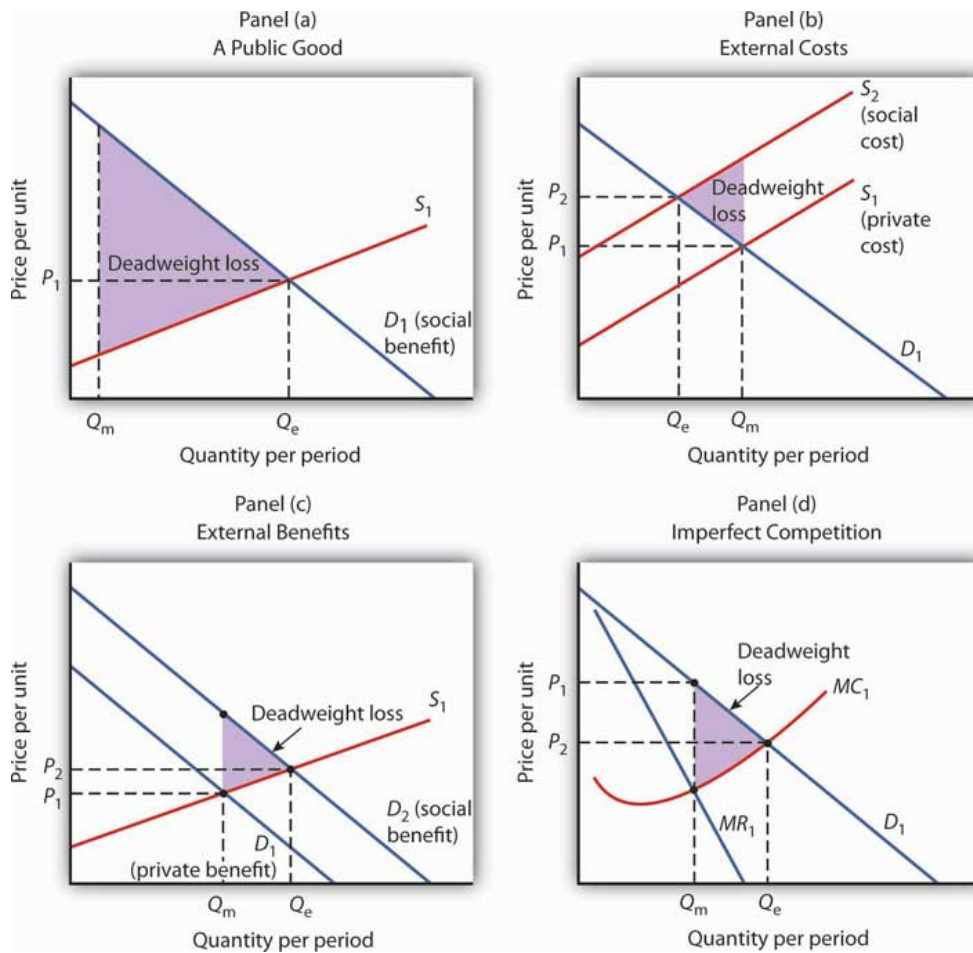 Panel (a)
A Public Good
Price per unit
P1
Deadweight loss
S1
D1 (social
benefit)
Qm
Qe
Quantity per period
Panel (b)
External Costs
Price per unit
P2
P1
Deadweight
loss
S2
(social
cost)
S1
(private
cost)
D1
Qe
Qm
Quantity per period
Panel (c)
External Benefits
Price per unit
P2
P1
Deadweight loss
S1
D2 (social
benefit)
D1
(private benefit)
Qm
Qe
Quantity per period
Panel (d)
Imperfect Competition
Price per unit
P1
P2
Deadweight
loss
MC1
MR1
D1
Qm
Qe
Quantity per period